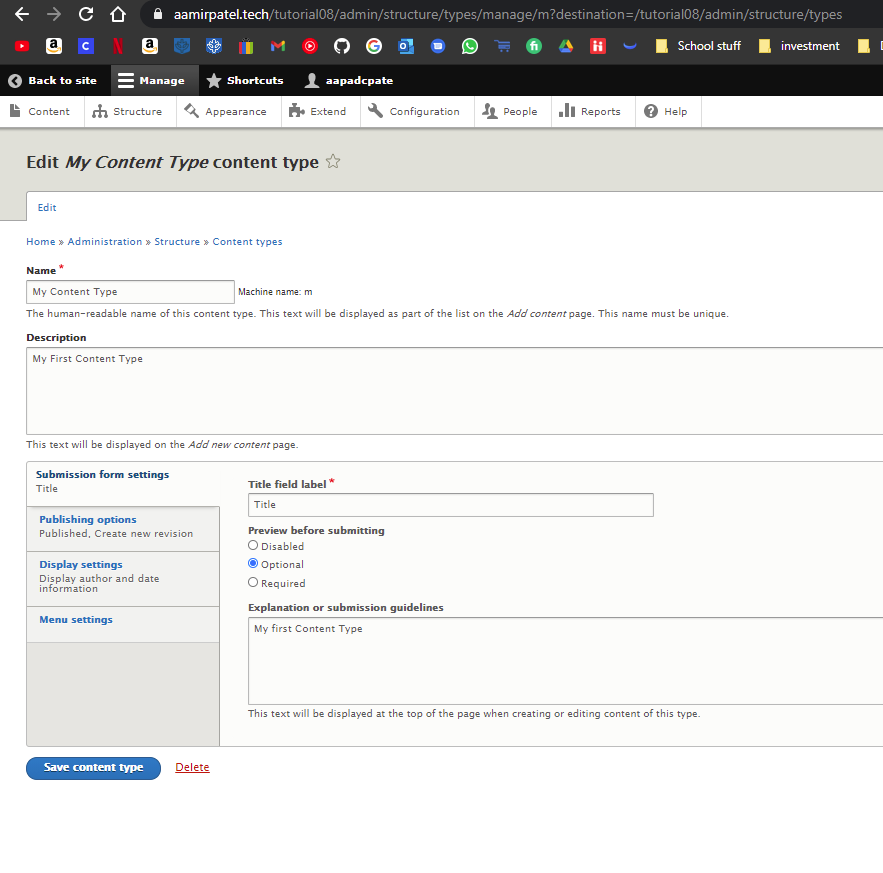 aamirpatel.tech/tutorial08/admin/structure/types/manage/m?destination=/tutorial08/admin/structure/types
School stuff investment
Back to site Manage Shortcuts aapadcpate
Content Structure Appearance Extend Configuration People Reports Help
Edit My Content Type content type
Edit
Home » Administration » Structure » Content types
Name *
My Content Type Machine name: m
The human-readable name of this content type. This text will be displayed as part of the list on the Add content page. This name must be unique.
Description
My First Content Type
This text will be displayed on the Add new content page.
Submission form settings
Title
Publishing options
Published, Create new revision
Display settings
Display author and date
information
Menu settings
Title field label *
Title
Preview before submitting
Disabled
Optional
Required
Explanation or submission guidelines
My first Content Type
This text will be displayed at the top of the page when creating or editing content of this type.
Save content type Delete